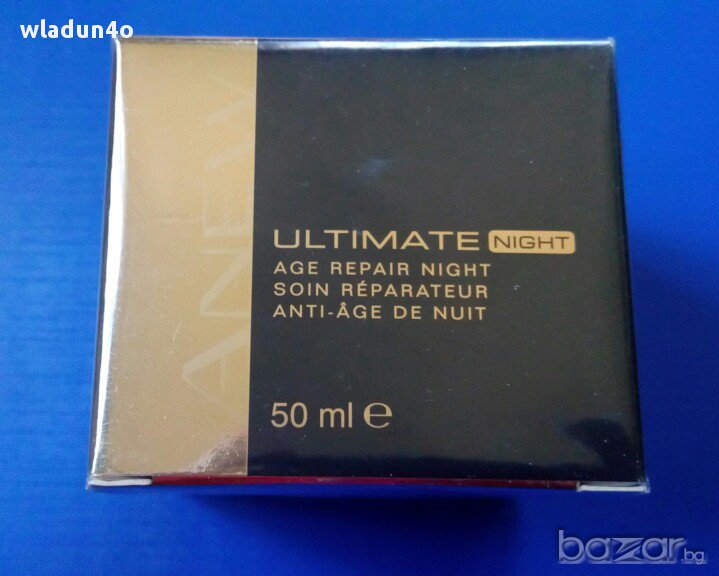 wladun4o
ANEW
ULTIMATE NIGHT
AGE REPAIR NIGHT
SOIN RÉPARATEUR
ANTI-ÂGE DE NUIT
50 ml e
bazar.bg